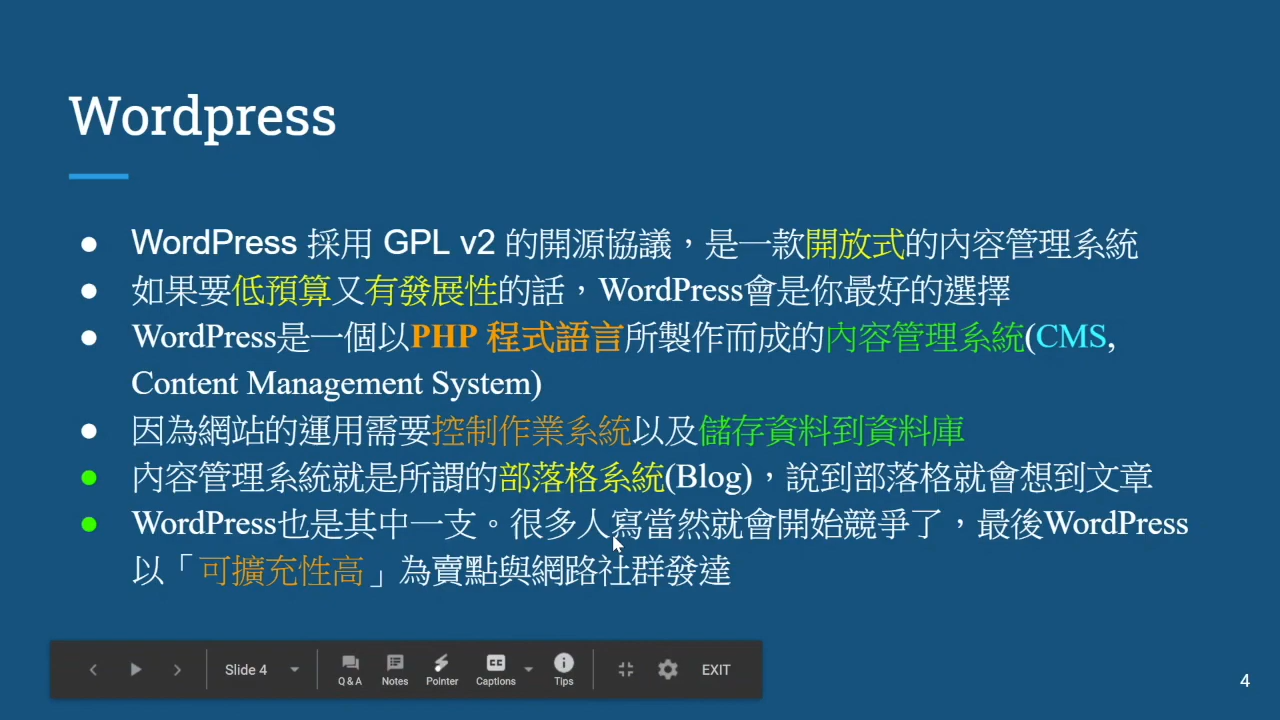 Wordpress
● WordPress 採用 GPL v2 的開源協議，是一款開放式的內容管理系統
● 如果要低預算又有發展性的話，WordPress會是你最好的選擇
● WordPress是一個以PHP 程式語言所製作而成的內容管理系統(CMS,
Content Management System)
● 因為網站的運用需要控制作業系統以及儲存資料到資料庫
● 內容管理系統就是所謂的部落格系統(Blog)，說到部落格就會想到文章
● WordPress也是其中一支。很多人寫當然就會開始競爭了，最後WordPress
以「可擴充性高」為賣點與網路社群發達
Slide 4
Q & A
Notes
Pointer
CC
Captions
Tips
EXIT
4